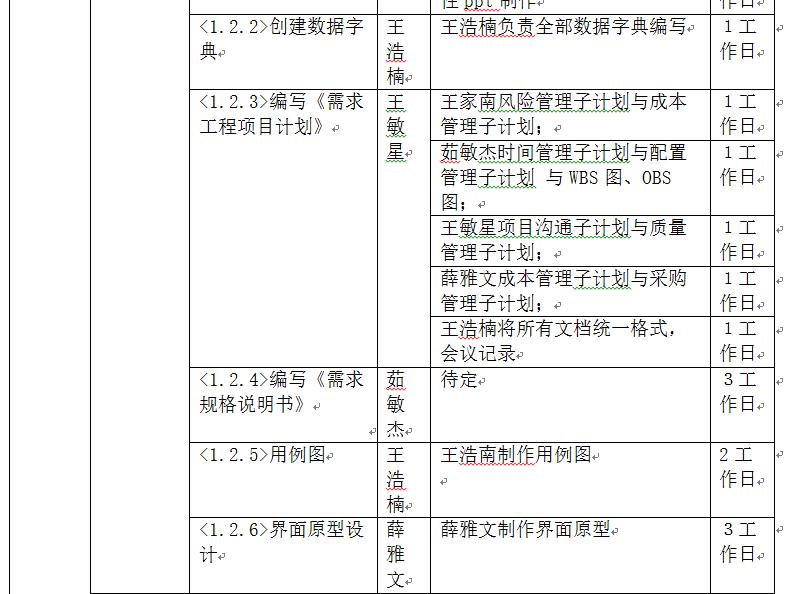 性 ppt 制作
作日
<1.2.2>创建数据字
典
王
浩
楠
王浩楠负责全部数据字典编写
1 工
作日
<1.2.3>编写《需求
工程项目计划》
王
敏
星
王家南风险管理子计划与成本
管理子计划；
1 工
作日
茹敏杰时间管理子计划与配置
管理子计划 与 WBS 图、OBS
图；
1 工
作日
王敏星项目沟通子计划与质量
管理子计划；
1 工
作日
薛雅文成本管理子计划与采购
管理子计划；
1 工
作日
王浩楠将所有文档统一格式，
会议记录
1 工
作日
<1.2.4>编写《需求
规格说明书》
茹
敏
杰
待定
3 工
作日
<1.2.5>用例图
王
浩
楠
王浩南制作用例图
2 工
作日
<1.2.6>界面原型设
计
薛
雅
文
薛雅文制作界面原型
3 工
作日